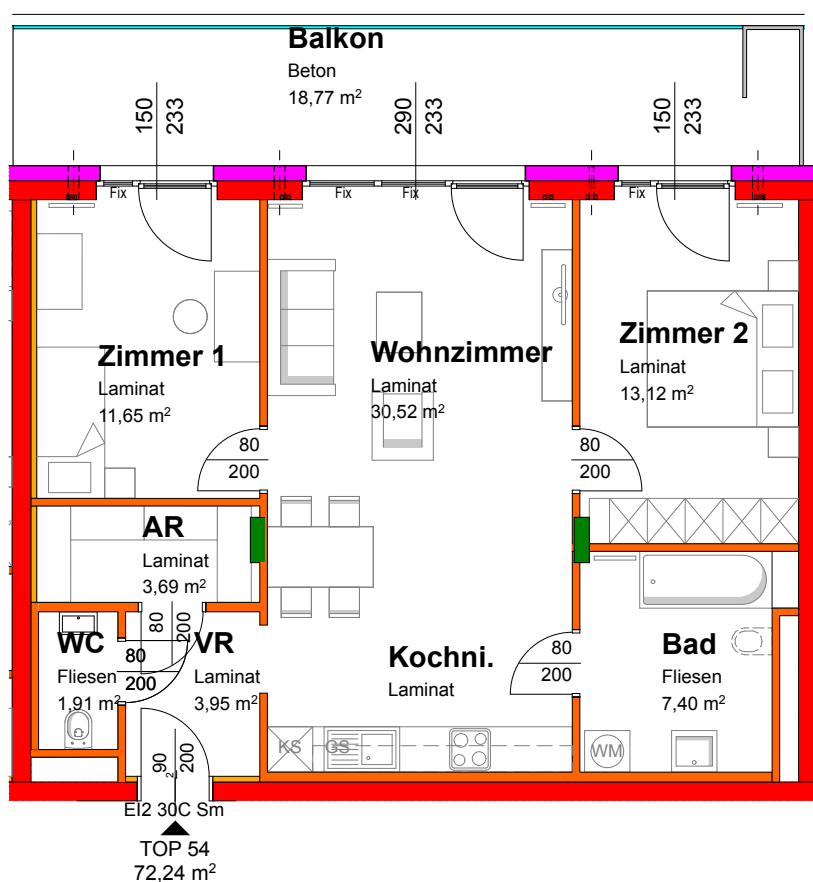 Balkon
Beton
18,77 m²
150
233
290
233
150
233
Fix
Fix
Fix
Fix
Zimmer 1
Laminat
11,65 m²
Wohnzimmer
Laminat
30,52 m²
Zimmer 2
Laminat
13,12 m²
80
200
80
200
AR
Laminat
3,69 m²
80
200
WC
Fliesen
1,91 m²
80
200
VR
Laminat
3,95 m²
Kochni.
Laminat
80
200
Bad
Fliesen
7,40 m²
KS
GS
WM
90
2
200
EI2 30C Sm
TOP 54
72,24 m²